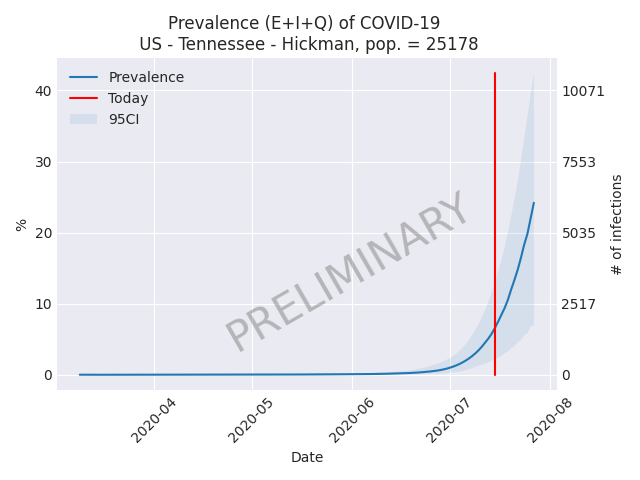 Prevalence (E+I+Q) of COVID-19
US - Tennessee - Hickman, pop. = 25178
Prevalence
Today
95CI
PRELIMINARY
40
30
20
10
0
%
10071
7553
5035
2517
0
# of infections
2020-04
2020-05
2020-06
2020-07
2020-08
Date